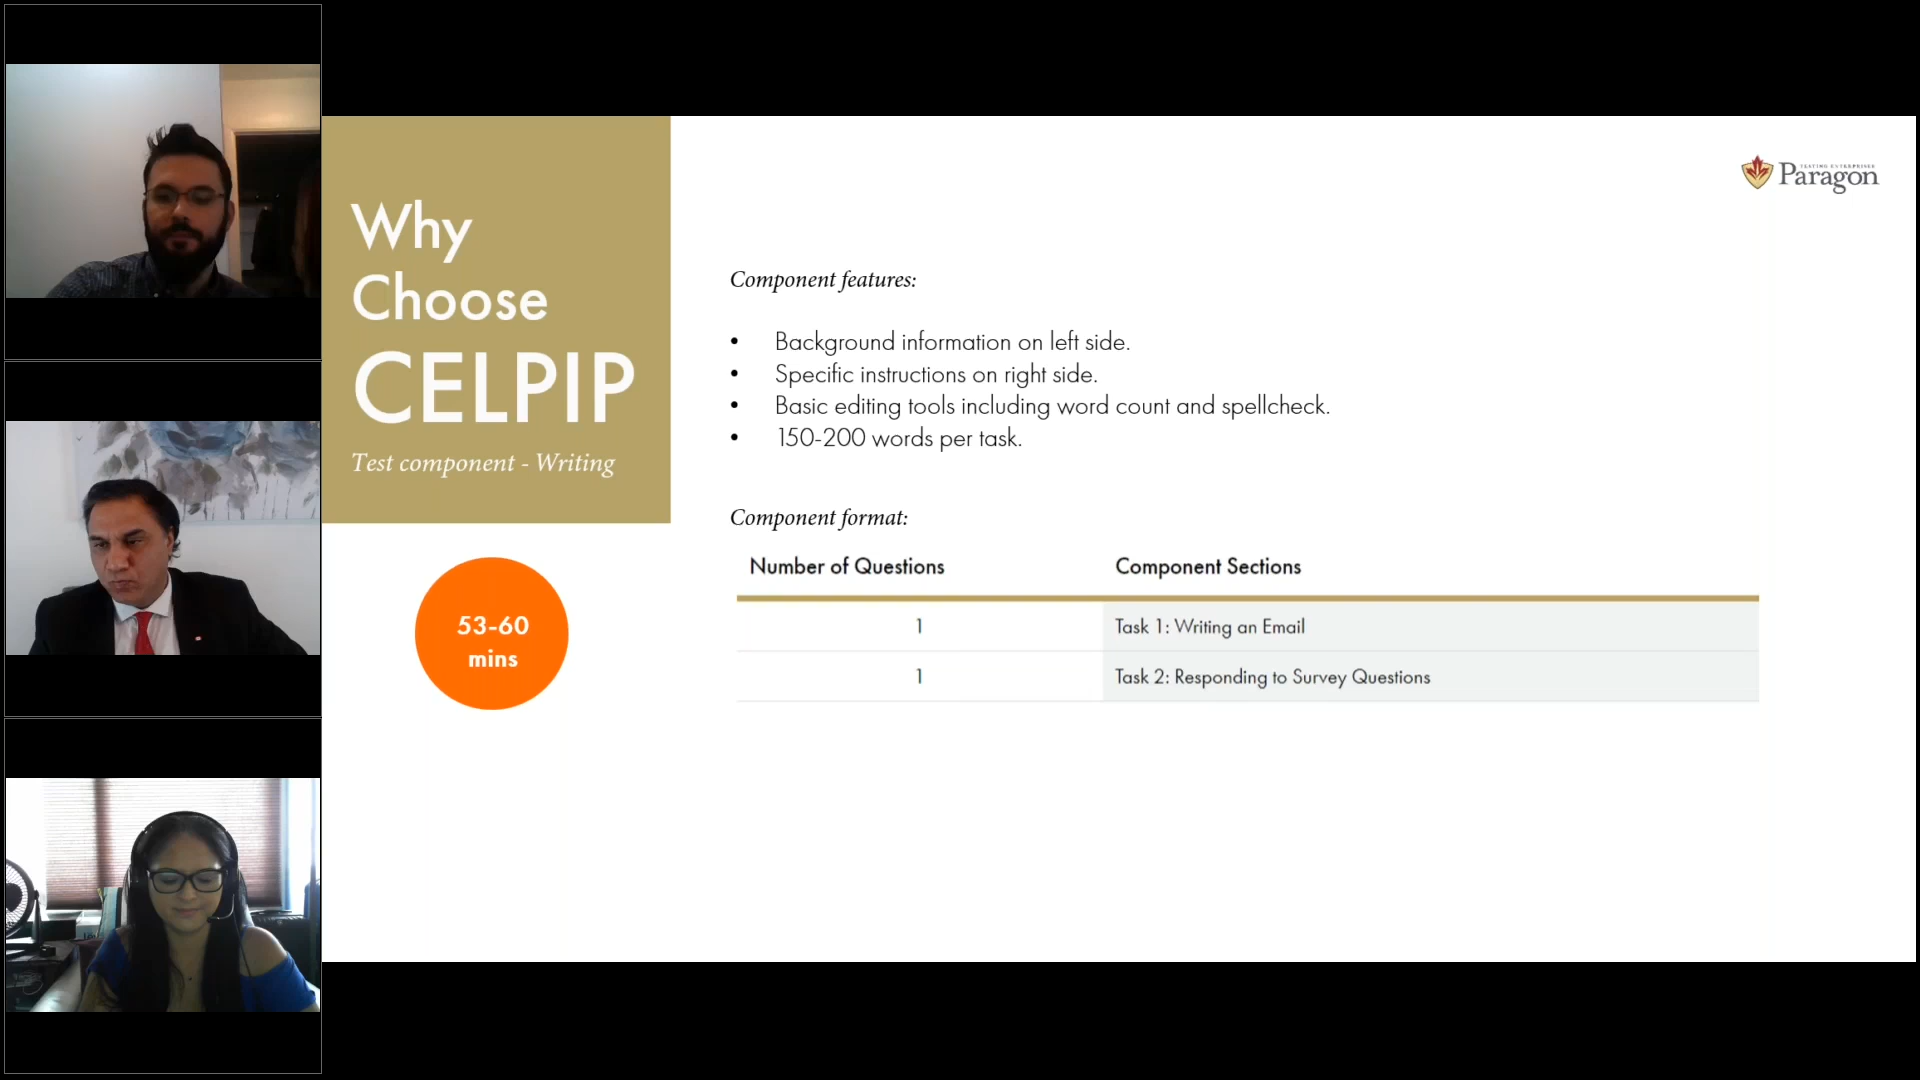 Why
Choose
CELPIP
Test component - Writing
53-60
mins
TESTING ENTERPRISES
Paragon
Component features:
• Background information on left side.
• Specific instructions on right side.
• Basic editing tools including word count and spellcheck.
• 150-200 words per task.
Component format:
Number of Questions Component Sections
1 Task 1: Writing an Email
1 Task 2: Responding to Survey Questions